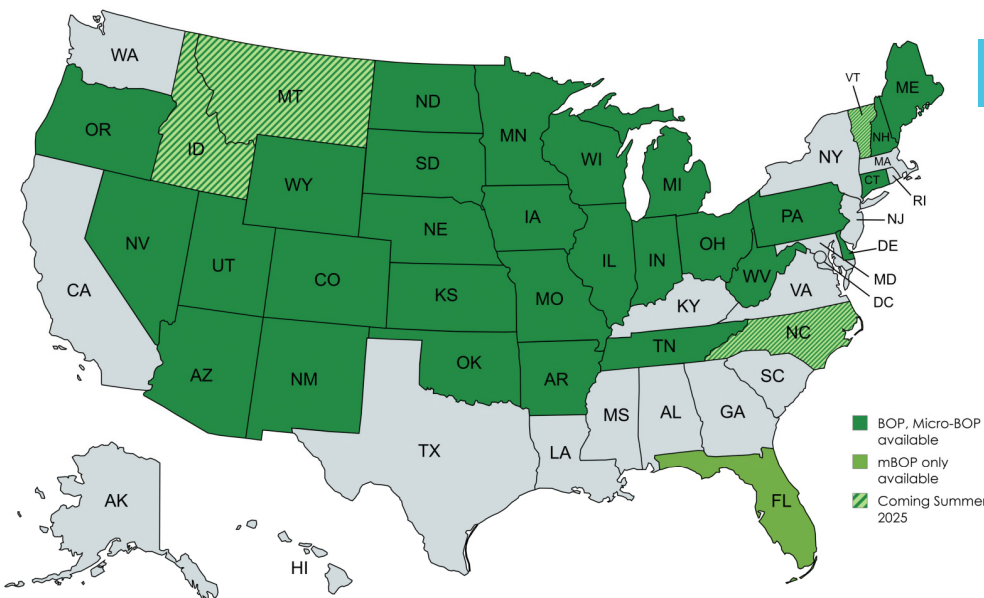 WA
MT
ND
MN
VT
ME
OR
ID
SD
WI
MI
NY
NH
MA
CT
RI
WY
IA
PA
NJ
NV
NE
IL
IN
OH
DE
UT
CO
WV
MD
CA
KS
MO
KY
VA
DC
NC
TN
AZ
NM
OK
AR
SC
MS
AL
GA
TX
LA
BOP, Micro-BOP
available
mBOP only
available
AK
FL
Coming Summer
2025
HI